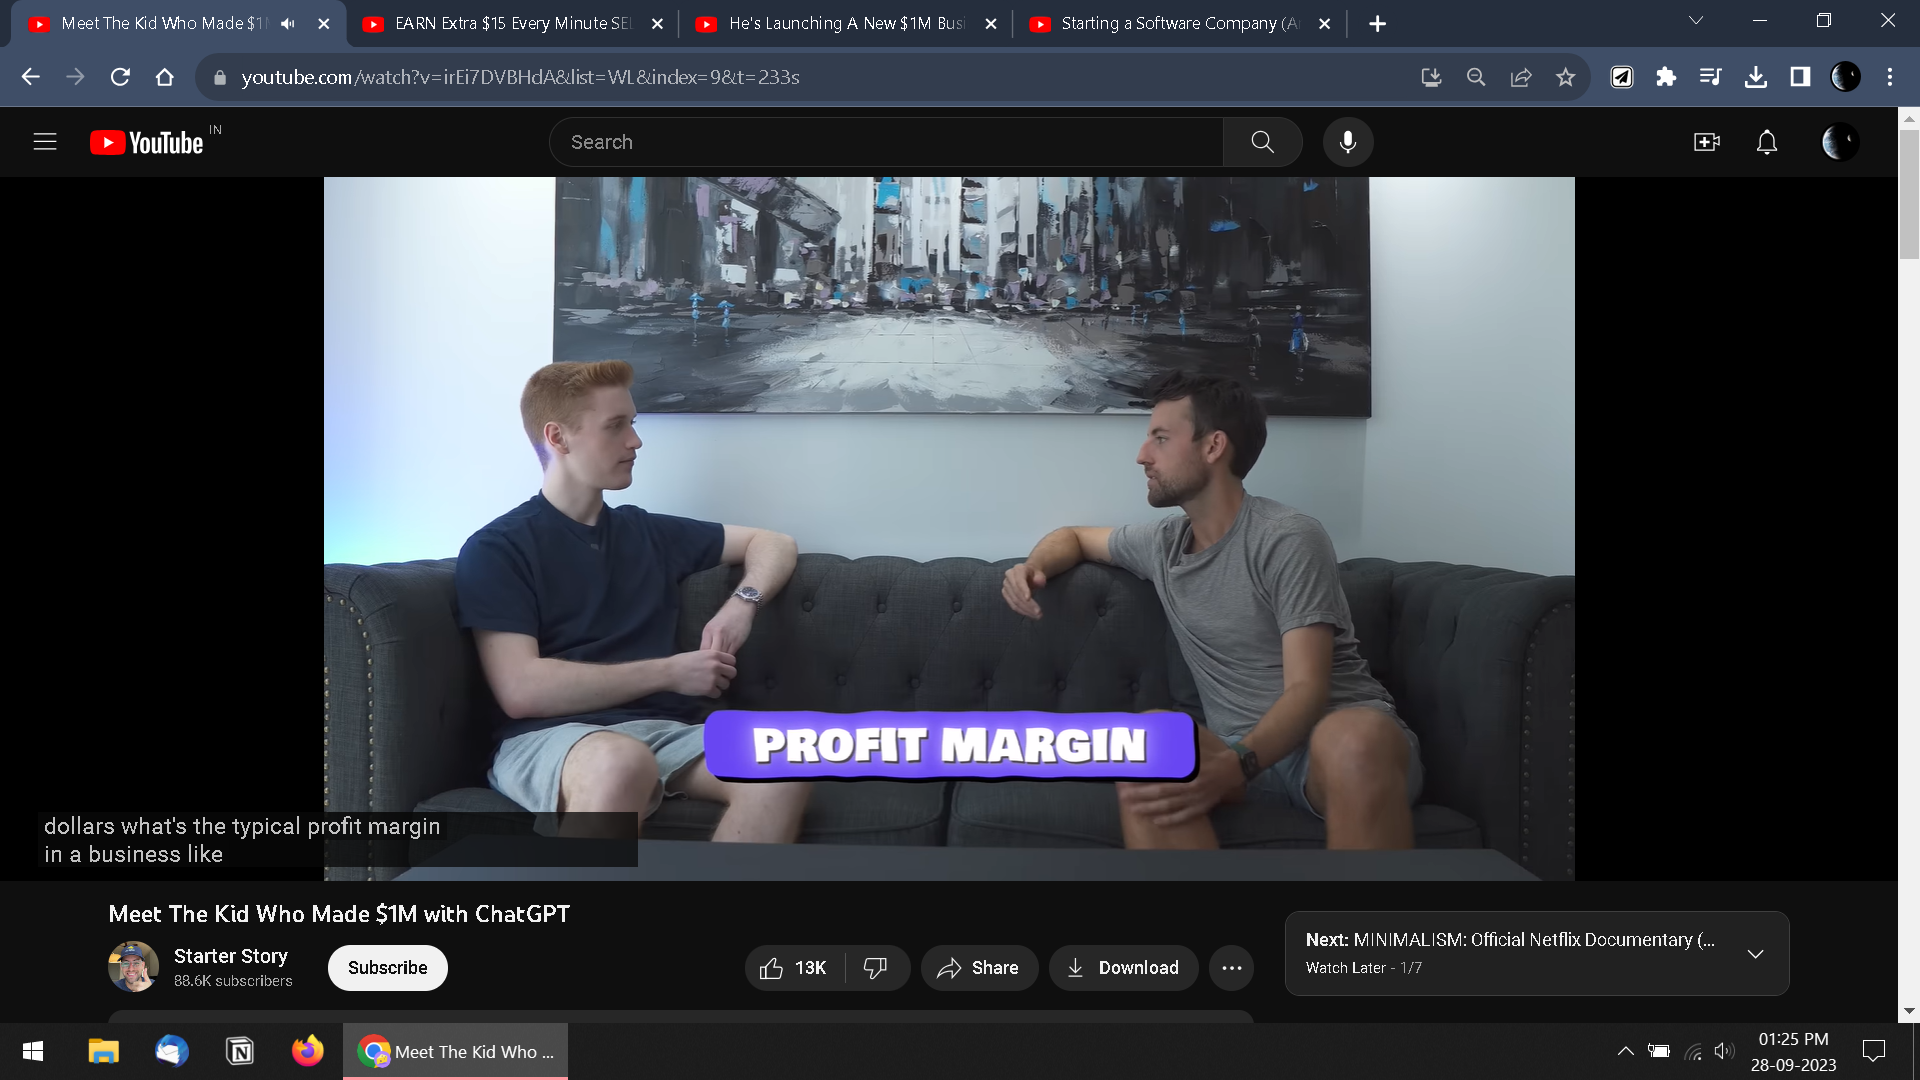 Meet The Kid Who Made $1M
EARN Extra $15 Every Minute SEL
He's Launching A New $1M Busi
Starting a Software Company (A
youtube.com/watch?v=irEi7DVBHdA&list=WL&index=9&t=233s
YouTube IN
Search
PROFIT MARGIN
dollars what's the typical profit margin
in a business like
Meet The Kid Who Made $1M with ChatGPT
Starter Story
88.6K subscribers
Subscribe
13K
Share
Download
Next: MINIMALISM: Official Netflix Documentary (...
Watch Later - 1/7
Meet The Kid Who ...
01:25 PM
28-09-2023